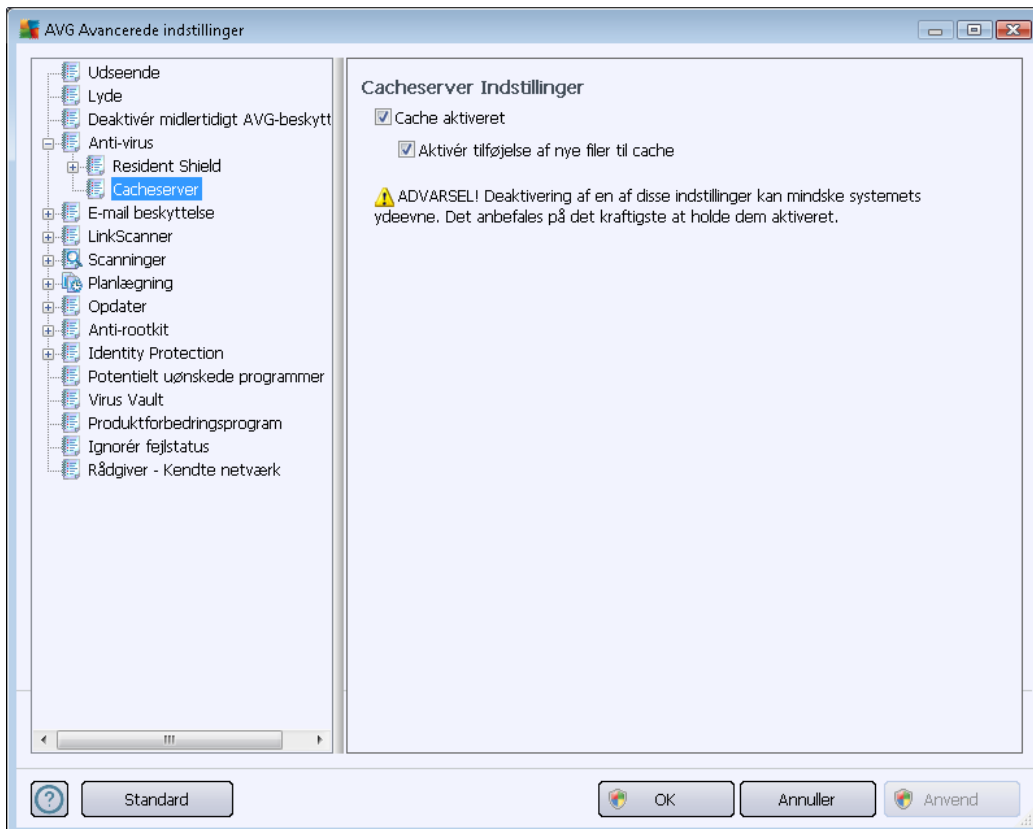 AVG Avancerede indstillinger
Udseende
Lyde
Deaktivér midlertidigt AVG-beskytt
Anti-virus
Resident Shield
Cacheserver
E-mail beskyttelse
LinkScanner
Scanninger
Planlægning
Opdater
Anti-rootkit
Identity Protection
Potentielt uønskede programmer
Virus Vault
Produktforbedringsprogram
Ignorér fejlstatus
Rådgiver - Kendte netværk
Cacheserver Indstillinger
Cache aktiveret
Aktivér tilføjelse af nye filer til cache
ADVARSEL! Deaktivering af en af disse indstillinger kan mindske systemets
ydeevne. Det anbefales på det kraftigste at holde dem aktiveret.
Standard
OK
Annuller
Anvend